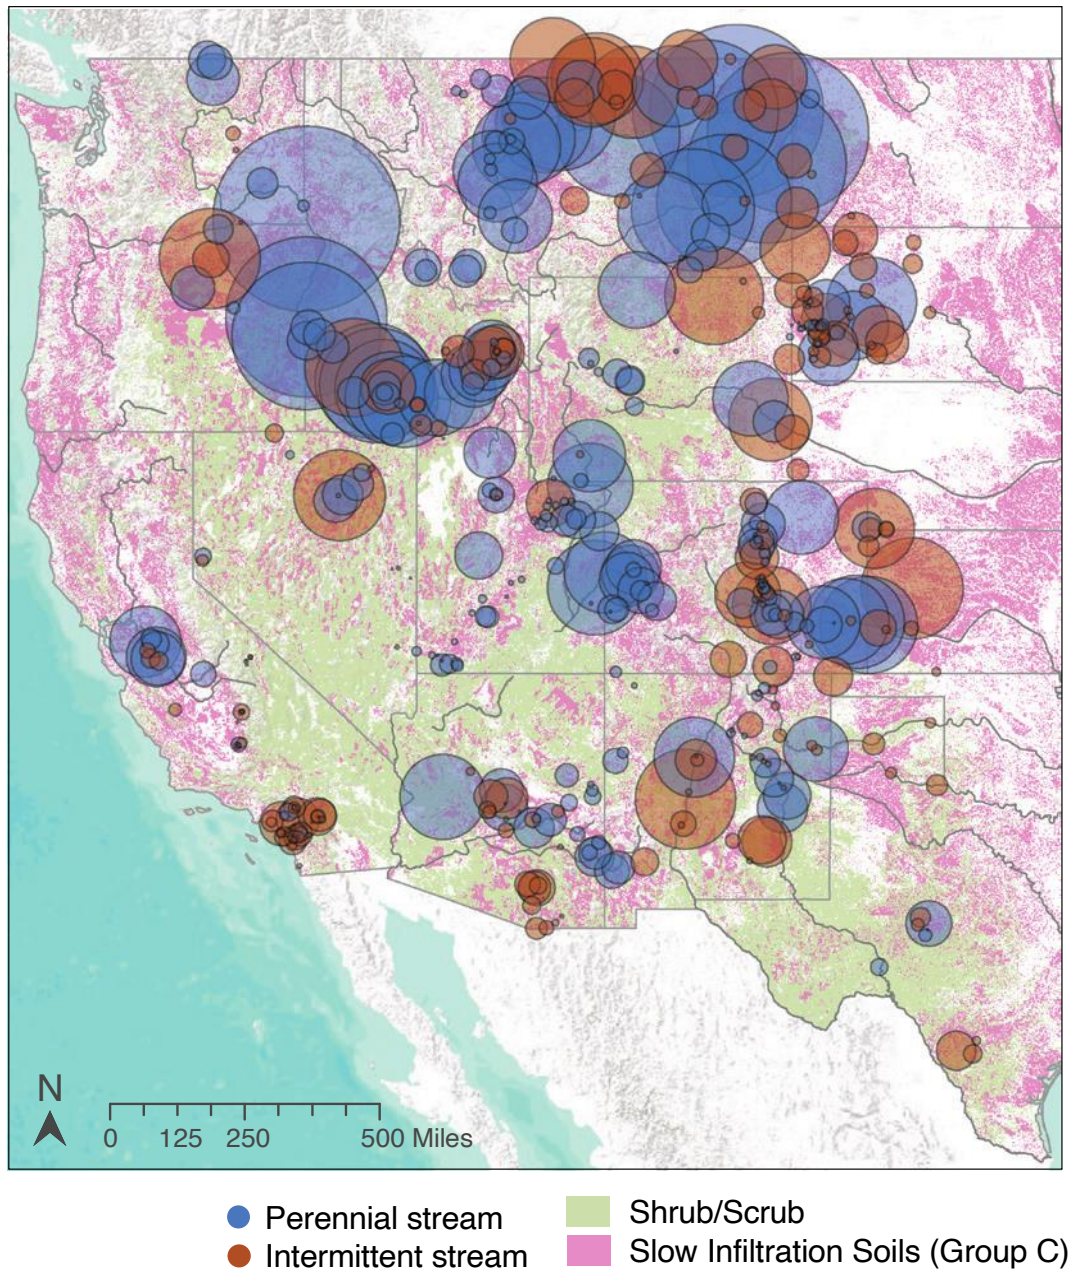 N
0 125 250 500 Miles
Perennial stream
Intermittent stream
Shrub/Scrub
Slow Infiltration Soils (Group C)